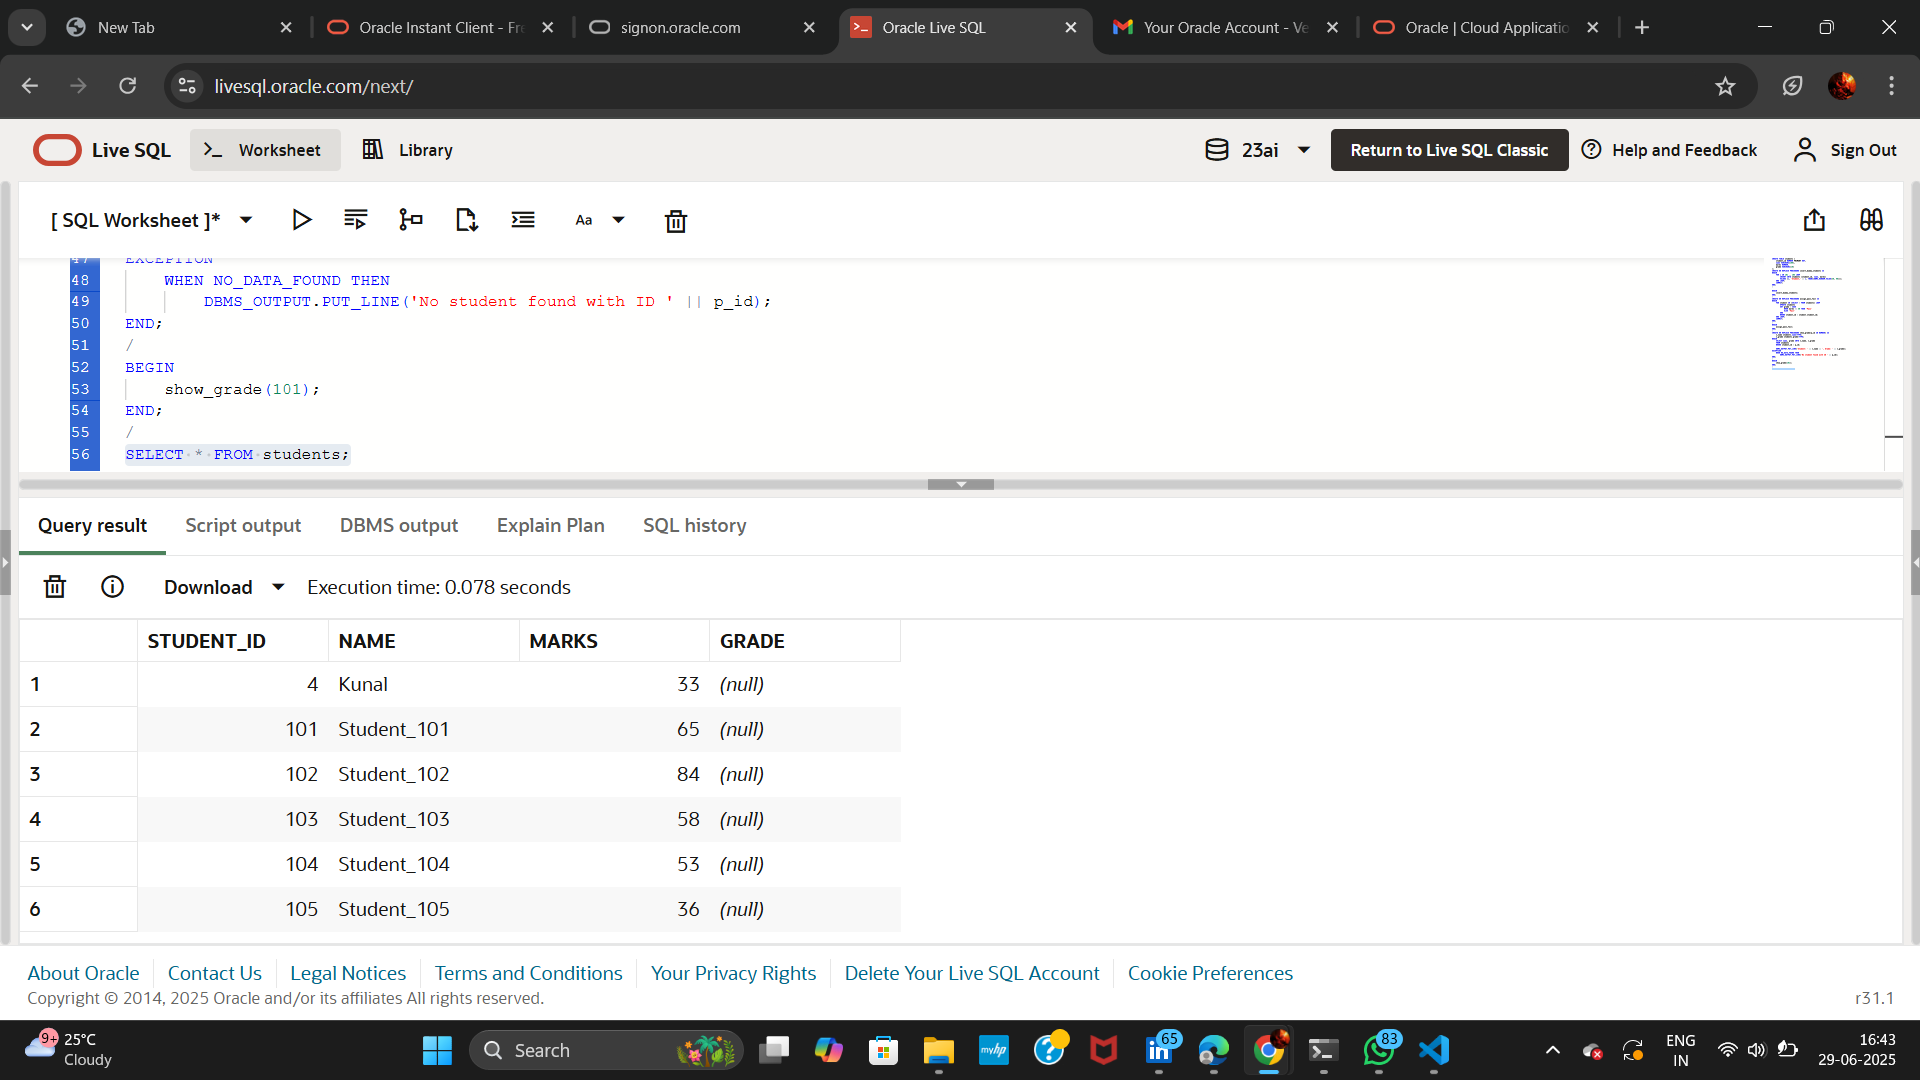 New Tab
Oracle Instant Client - Fr
signon.oracle.com
Oracle Live SQL
Your Oracle Account - Ve
Oracle | Cloud Applicatio
livesql.oracle.com/next/
Live SQL
>_ Worksheet
Library
23ai
Return to Live SQL Classic
Help and Feedback
Sign Out
[ SQL Worksheet ]*
Aa
47 EXCEPTION
48 WHEN NO_DATA_FOUND THEN
49 DBMS_OUTPUT.PUT_LINE('No student found with ID ' || p_id);
50 END;
51 /
52 BEGIN
53 show_grade(101);
54 END;
55 /
56 SELECT * FROM students;
Query result
Script output
DBMS output
Explain Plan
SQL history
Download
Execution time: 0.078 seconds
STUDENT_ID NAME MARKS GRADE
1 4 Kunal 33 (null)
2 101 Student_101 65 (null)
3 102 Student_102 84 (null)
4 103 Student_103 58 (null)
5 104 Student_104 53 (null)
6 105 Student_105 36 (null)
About Oracle
Contact Us
Legal Notices
Terms and Conditions
Your Privacy Rights
Delete Your Live SQL Account
Cookie Preferences
Copyright © 2014, 2025 Oracle and/or its affiliates All rights reserved.
r31.1
9+
25°C
Cloudy
Search
myhp
65
83
ENG
IN
16:43
29-06-2025